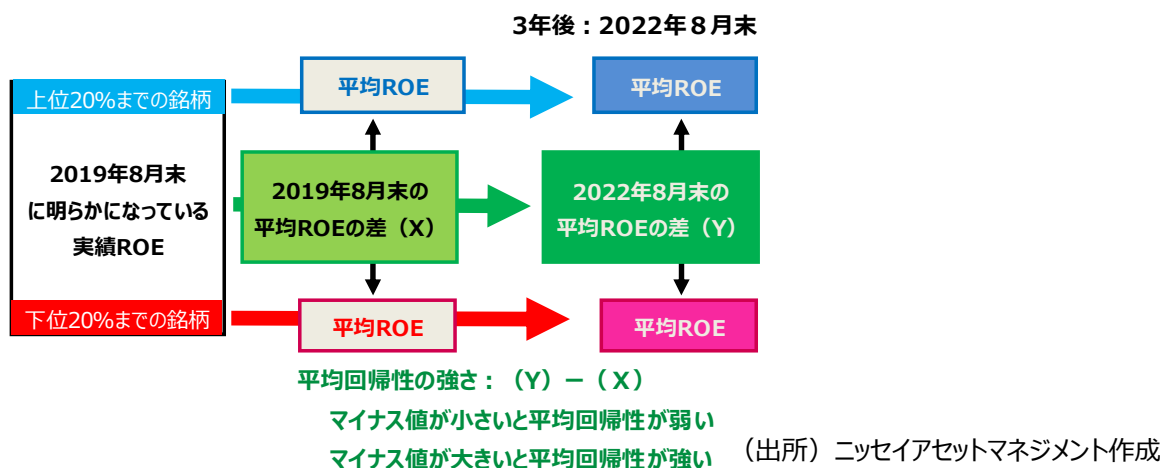 3年後:2022年8月末
上位20%までの銘柄
平均ROE
平均ROE
2019年8月末
に明らかになっている
実績ROE
2019年8月末の
平均ROEの差(X)
2022年8月末の
平均ROEの差(Y)
下位20%までの銘柄
平均ROE
平均ROE
平均回帰性の強さ:(Y)-(X)
マイナス値が小さいと平均回帰性が弱い
マイナス値が大きいと平均回帰性が強い
(出所)ニッセイアセットマネジメント作成